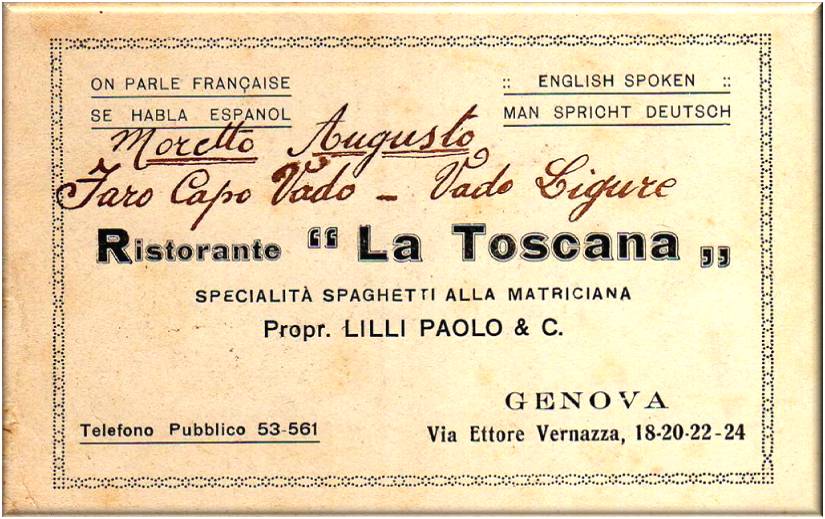 ON PARLE FRANÇAISE
SE HABLA ESPANOL
:: ENGLISH SPOKEN ::
MAN SPRICHT DEUTSCH
Moretto Augusto
Faro Capo Vado - Vado Ligure
Ristorante “ La Toscana „
SPECIALITÀ SPAGHETTI ALLA MATRICIANA
Propr. LILLI PAOLO & C.
GENOVA
Telefono Pubblico 53-561
Via Ettore Vernazza, 18-20-22-24